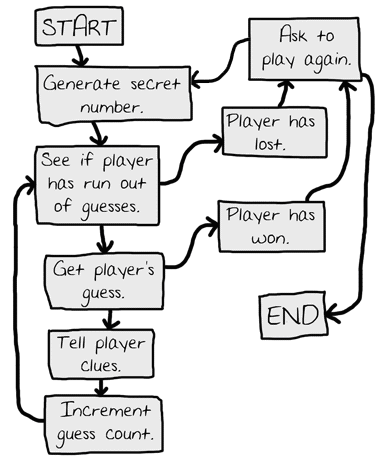 START
Generate secret
number.
See if player
has run out
of guesses.
Get player's
guess.
Tell player
clues.
Increment
guess count.
Ask to
play again.
Player has
lost.
Player has
won.
END